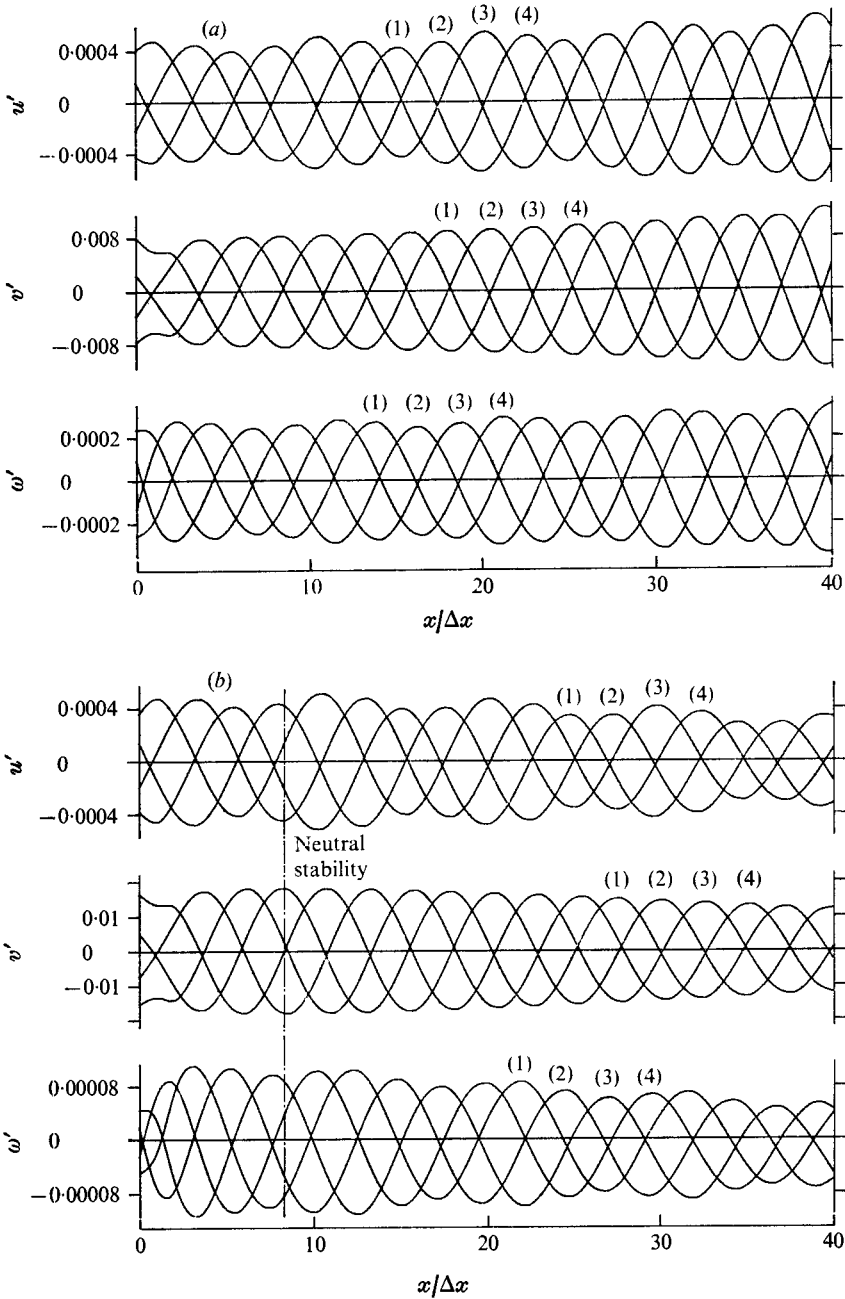 (a) (1) (2) (3) (4)
0·0004
u′ 0
−0·0004
(1) (2) (3) (4)
0·008
v′ 0
−0·008
(1) (2) (3) (4)
0·0002
ω′ 0
−0·0002
0 10 20 30 40
x/Δx
(b) (1) (2) (3) (4)
0·0004
u′ 0
−0·0004
Neutral
stability
(1) (2) (3) (4)
0·01
v′ 0
−0·01
(1) (2) (3) (4)
0·00008
ω′ 0
−0·00008
0 10 20 30 40
x/Δx